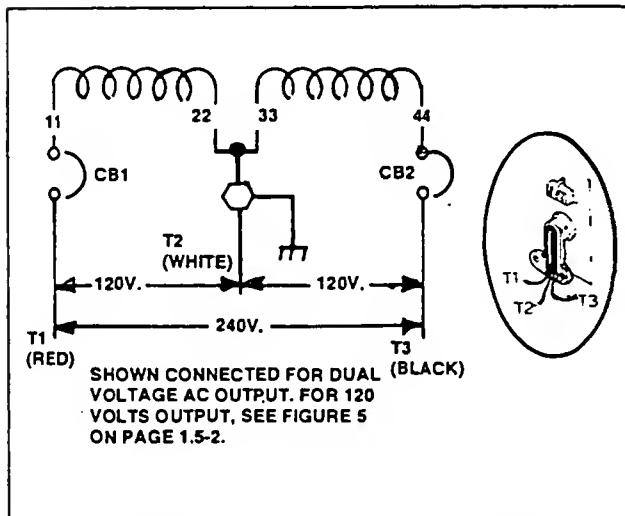 11
22
33
44
CB1
CB2
T2
(WHITE)
120V.
120V.
240V.
T1
(RED)
T3
(BLACK)
SHOWN CONNECTED FOR DUAL
VOLTAGE AC OUTPUT. FOR 120
VOLTS OUTPUT, SEE FIGURE 5
ON PAGE 1.5-2.
T1
T2
T3